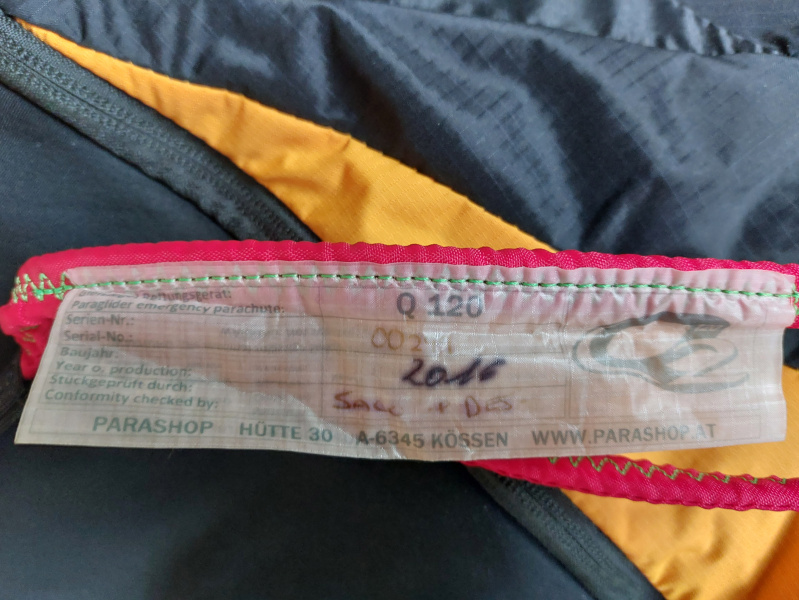 Rettungsgerät:
Paraglider emergency parachute: Q 120
Serien-Nr.:
Serial-No.:
Baujahr: 2016
Year o. production:
Stückgeprüft durch:
Conformity checked by:
PARASHOP HÜTTE 30 A-6345 KÖSSEN WWW.PARASHOP.AT